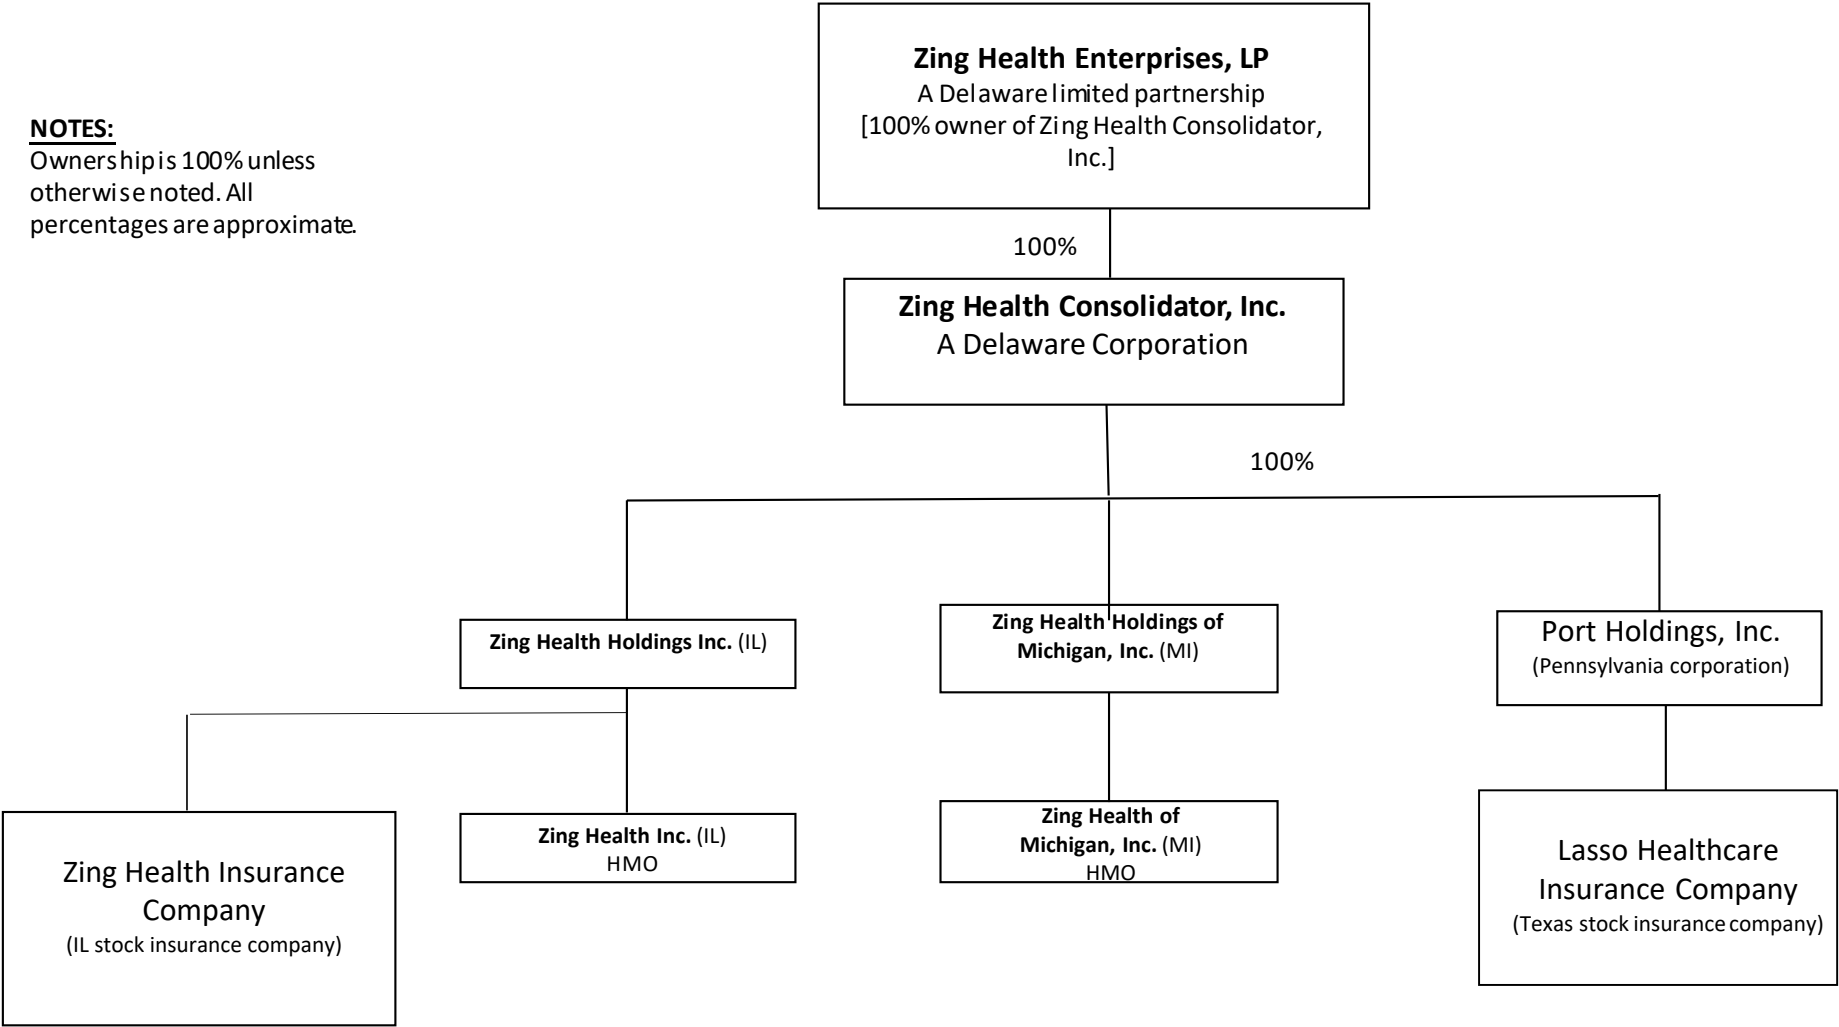 Zing Health Enterprises, LP
A Delaware limited partnership
[100% owner of Zing Health Consolidator,
Inc.]
NOTES:
Ownership is 100% unless
otherwise noted. All
percentages are approximate.
100%
Zing Health Consolidator, Inc.
A Delaware Corporation
100%
Zing Health Holdings Inc. (IL)
Zing Health Holdings of
Michigan, Inc. (MI)
Port Holdings, Inc.
(Pennsylvania corporation)
Zing Health Insurance
Company
(IL stock insurance company)
Zing Health Inc. (IL)
HMO
Zing Health of
Michigan, Inc. (MI)
HMO
Lasso Healthcare
Insurance Company
(Texas stock insurance company)